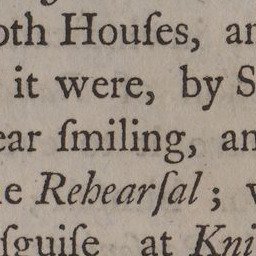 oth Houſes, an
it were, by S
ear ſmiling, an
e Rehearſal; w
ſguiſe at Kni